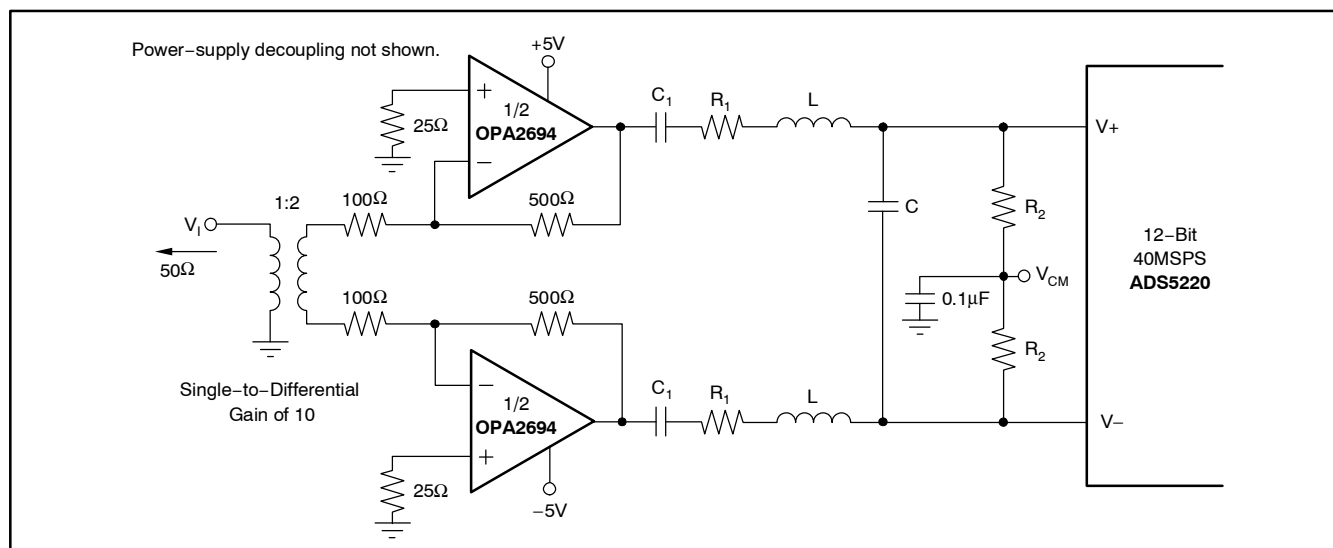 Power−supply decoupling not shown.
+5V
+
1/2
OPA2694
−
25Ω
C1
R1
L
V+
1:2
100Ω
500Ω
VI
50Ω
C
R2
12−Bit
40MSPS
ADS5220
VCM
0.1μF
100Ω
500Ω
R2
Single−to−Differential
Gain of 10
−
1/2
OPA2694
+
C1
R1
L
V−
25Ω
−5V